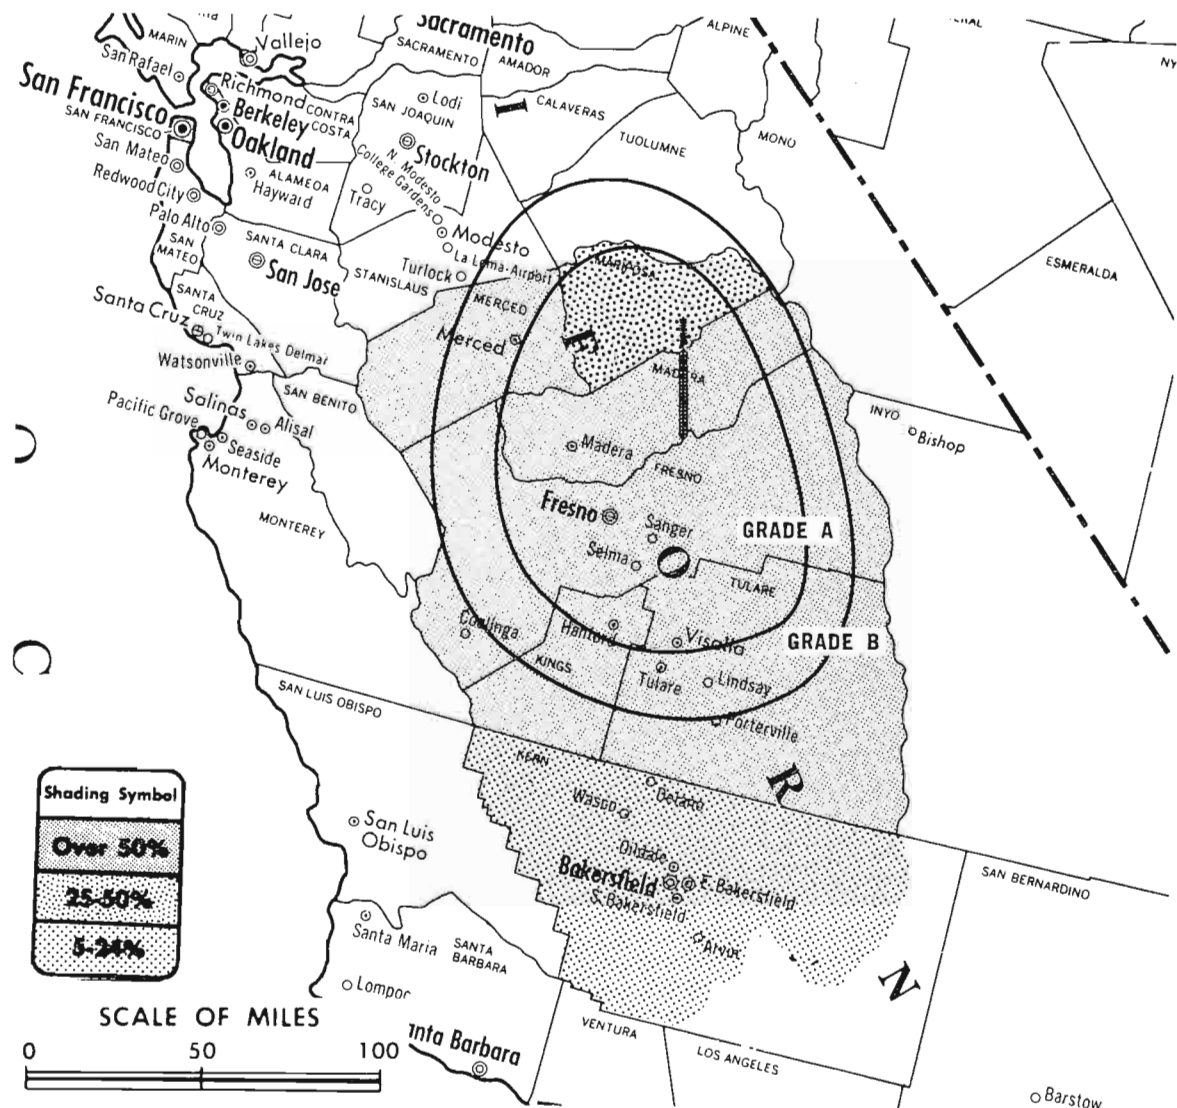 Sacramento
ALPINE
MARIN
Vallejo
SACRAMENTO
AMADOR
NY
San Rafael
San Francisco
Richmond
CONTRA
COSTA
Lodi
SAN JOAQUIN
I
CALAVERAS
MONO
SAN FRANCISCO
Berkeley
TUOLUMNE
Oakland
Stockton
San Mateo
N. Modesto
College Gardens
Redwood City
ALAMEDA
Hayward
Tracy
Palo Alto
Modesto
SAN
MATEO
SANTA CLARA
La Loma-Airport
San Jose
STANISLAUS
Turlock
MARIPOSA
ESMERALDA
SANTA
CRUZ
MERCED
Santa Cruz
Twin Lakes Delmar
Merced
F
Watsonville
MADERA
SAN BENITO
Salinas
Alisal
INYO
Bishop
Pacific Grove
Seaside
Monterey
Madera
FRESNO
MONTEREY
Fresno
Sanger
GRADE A
Selma
O
TULARE
Coalinga
Hanford
Visalia
GRADE B
KINGS
Tulare
Lindsay
C
SAN LUIS OBISPO
Porterville
KERN
R
Delano
Wasco
Shading Symbol
Over 50%
25-50%
5-24%
San Luis
Obispo
Oildale
Bakersfield
E. Bakersfield
S. Bakersfield
SAN BERNARDINO
Arvin
Santa Maria
SANTA
BARBARA
N
Lompoc
SCALE OF MILES
0 50 100
anta Barbara
VENTURA
LOS ANGELES
Barstow